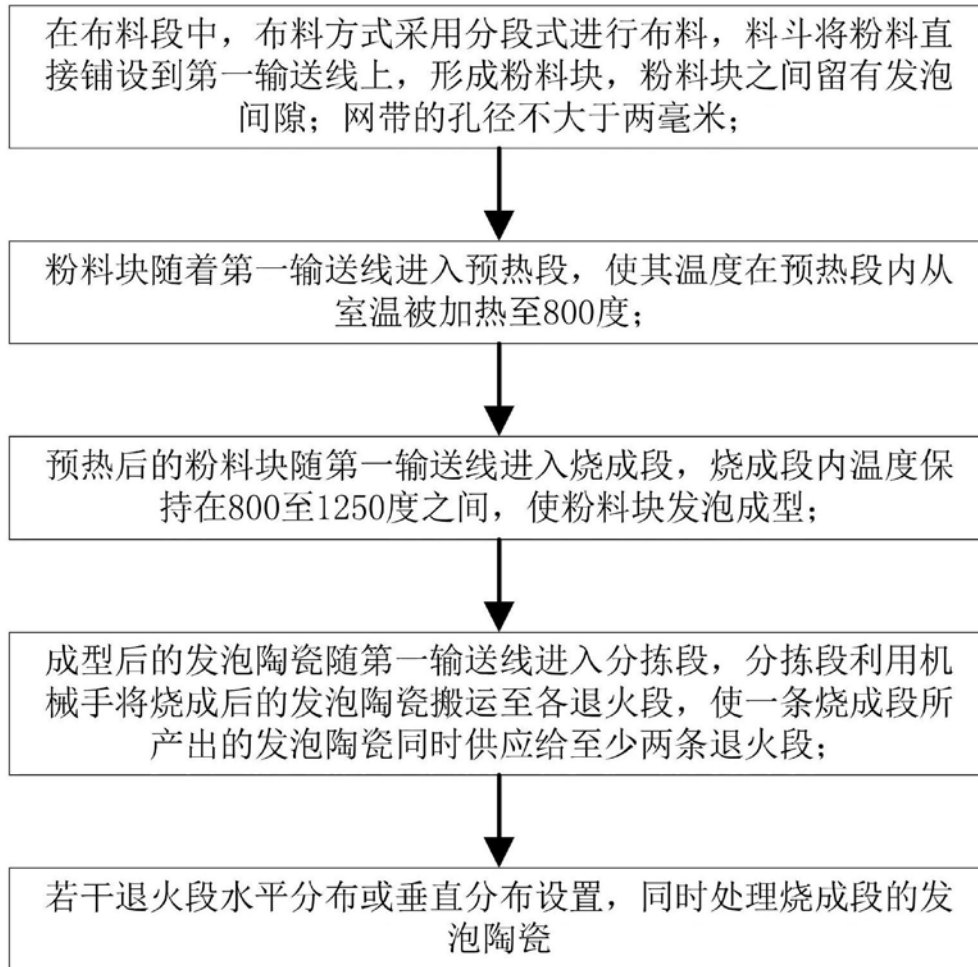 在布料段中，布料方式采用分段式进行布料，料斗将粉料直
接铺设到第一输送线上，形成粉料块，粉料块之间留有发泡
间隙；网带的孔径不大于两毫米；
粉料块随着第一输送线进入预热段，使其温度在预热段内从
室温被加热至800度；
预热后的粉料块随第一输送线进入烧成段，烧成段内温度保
持在800至1250度之间，使粉料块发泡成型；
成型后的发泡陶瓷随第一输送线进入分拣段，分拣段利用机
械手将烧成后的发泡陶瓷搬运至各退火段，使一条烧成段所
产出的发泡陶瓷同时供应给至少两条退火段；
若干退火段水平分布或垂直分布设置，同时处理烧成段的发
泡陶瓷